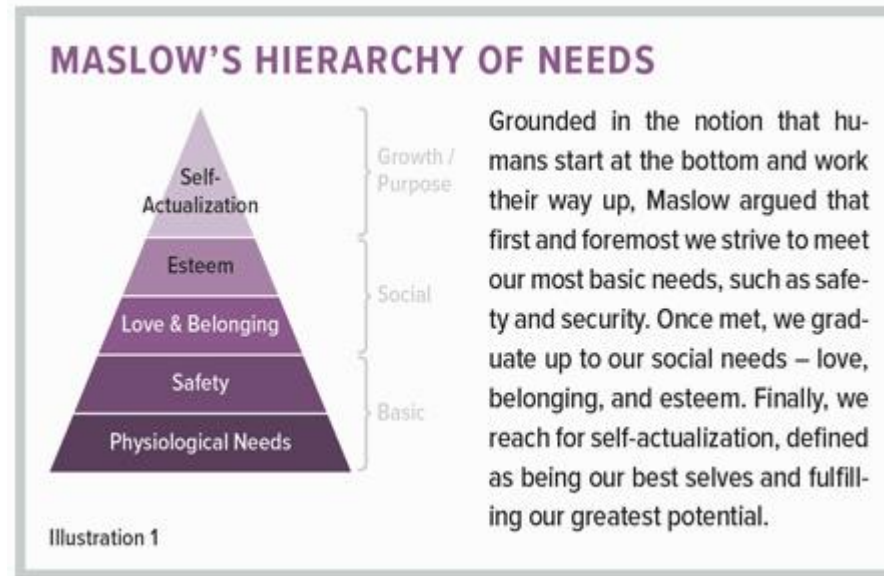 MASLOW'S HIERARCHY OF NEEDS
Self-
Actualization
Esteem
Love & Belonging
Safety
Physiological Needs
Growth /
Purpose
Social
Basic
Illustration 1
Grounded in the notion that hu-
mans start at the bottom and work
their way up, Maslow argued that
first and foremost we strive to meet
our most basic needs, such as safe-
ty and security. Once met, we grad-
uate up to our social needs – love,
belonging, and esteem. Finally, we
reach for self-actualization, defined
as being our best selves and fulfill-
ing our greatest potential.